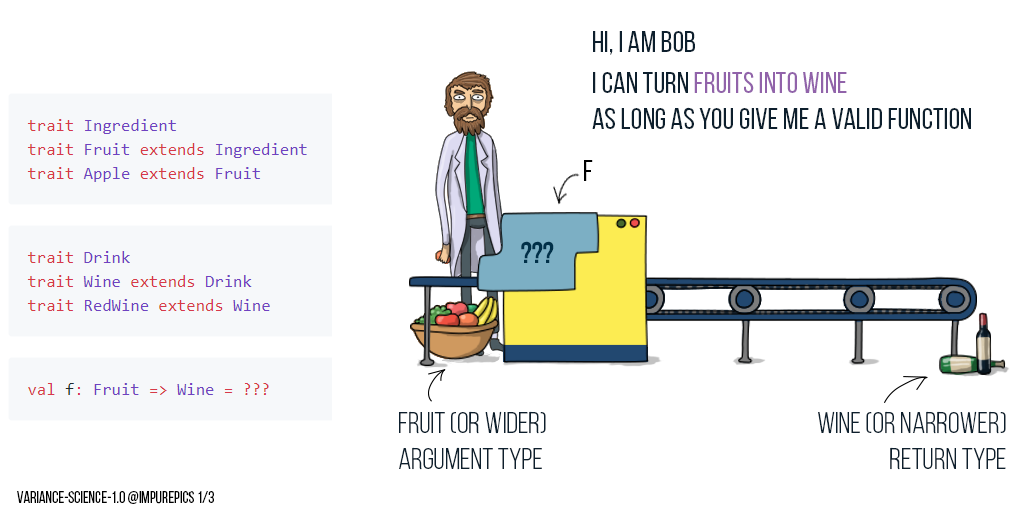 trait Ingredient
trait Fruit extends Ingredient
trait Apple extends Fruit
trait Drink
trait Wine extends Drink
trait RedWine extends Wine
val f: Fruit => Wine = ???
HI, I AM BOB
I CAN TURN FRUITS INTO WINE
AS LONG AS YOU GIVE ME A VALID FUNCTION
F
???
FRUIT (OR WIDER)
ARGUMENT TYPE
WINE (OR NARROWER)
RETURN TYPE
VARIANCE-SCIENCE-1.0 @IMPUREPICS 1/3